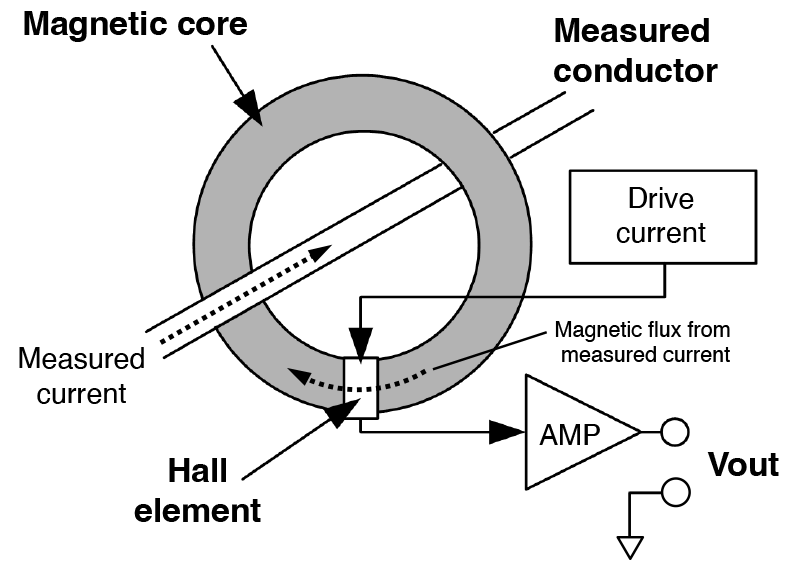 Magnetic core
Measured
conductor
Drive
current
Magnetic flux from
measured current
Measured
current
AMP
Vout
Hall
element